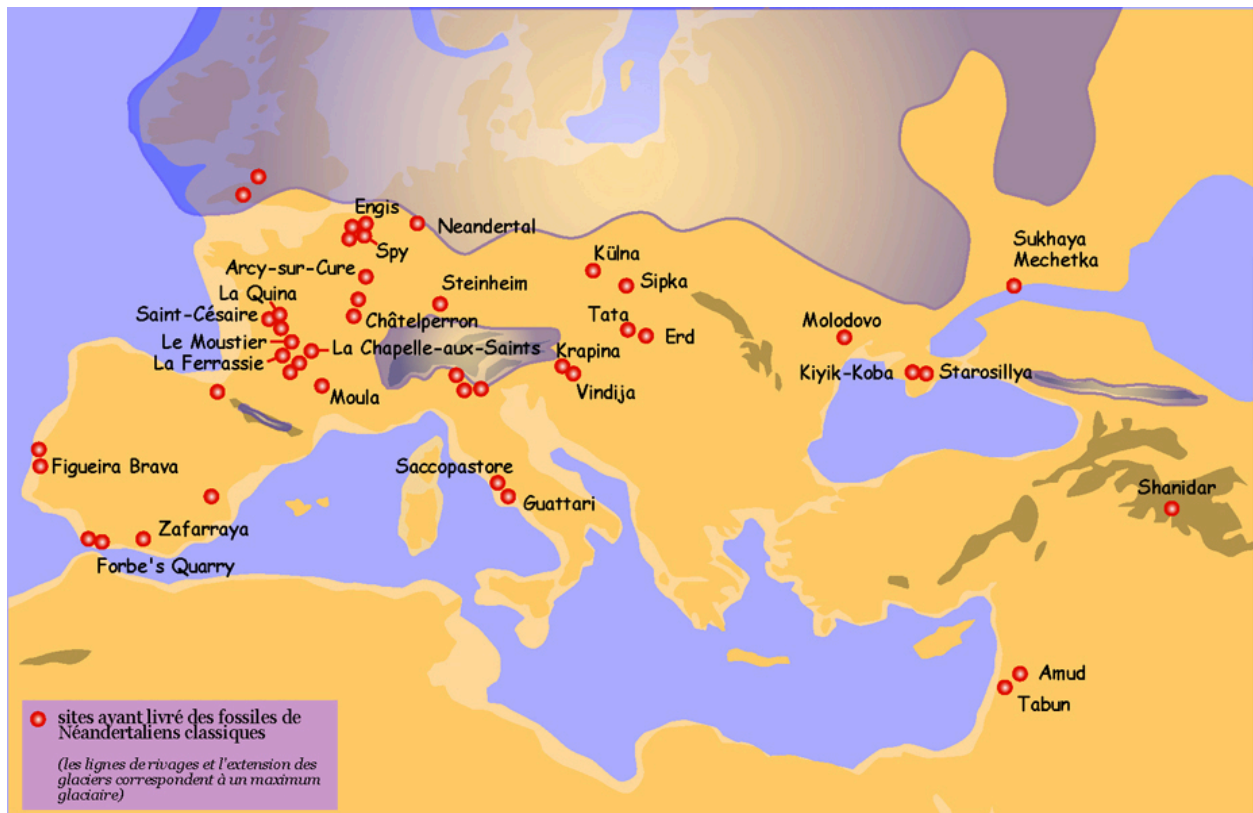 Engis
Neandertal
Spy
Sukhaya
Mechetka
Külna
Arcy-sur-Cure
Sipka
La Quina
Steinheim
Saint-Césaire
Châtelperron
Tata
Molodovo
Erd
Le Moustier
La Chapelle-aux-Saints
Krapina
La Ferrassie
Kiyik-Koba
Starosillya
Moula
Vindija
Figueira Brava
Saccopastore
Guattari
Shanidar
Zafarraya
Forbe's Quarry
Amud
Tabun
sites ayant livré des fossiles de
Néandertaliens classiques
(les lignes de rivages et l'extension des
glaciers correspondent à un maximum
glaciaire)